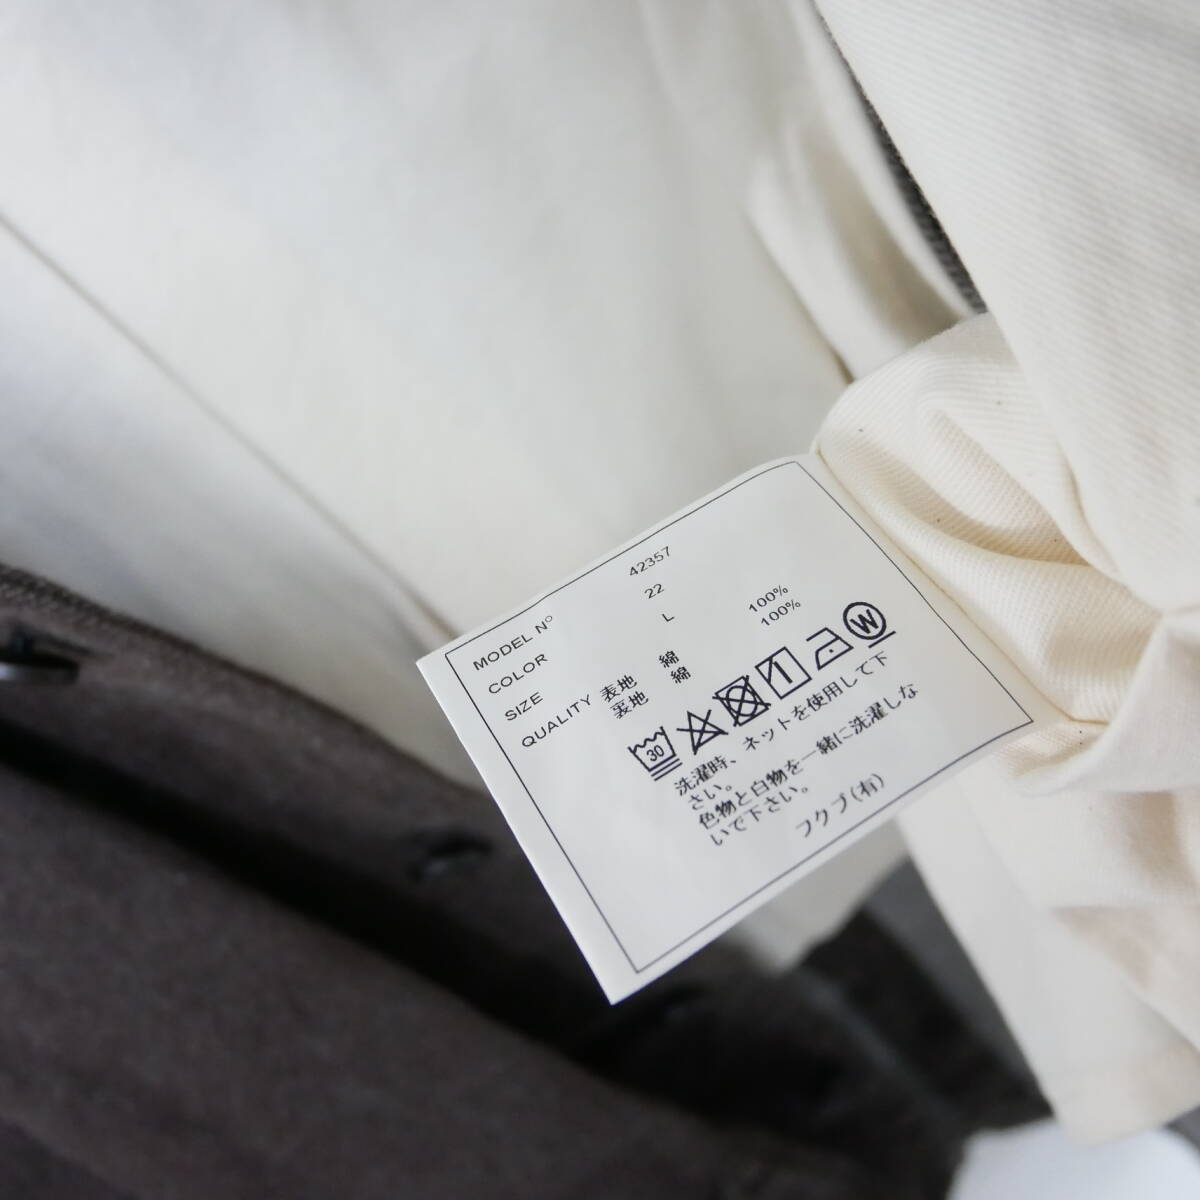 MODEL Nº 42357
COLOR 22
SIZE L
QUALITY 表地 綿 100%
裏地 綿 100%
30
W
洗濯時、ネットを使用して下
さい。
色物と白物を一緒に洗濯しな
いで下さい。
フクブ(有)